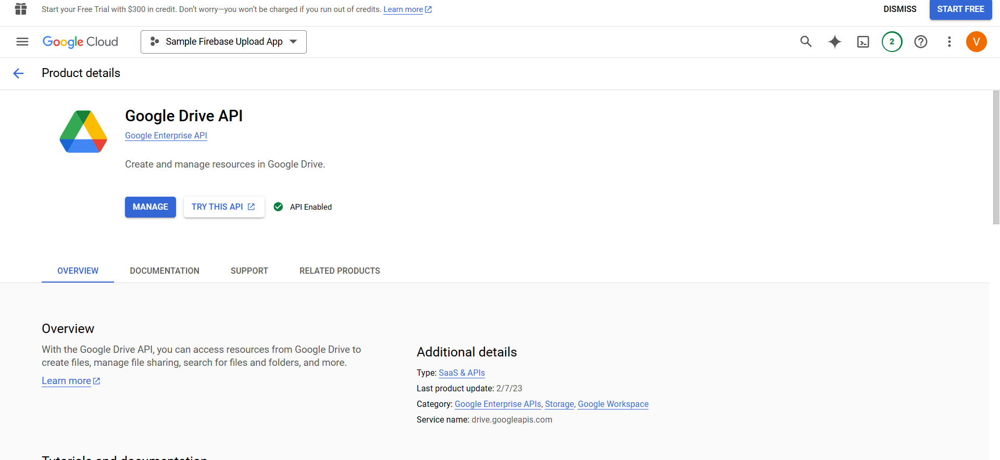 Start your Free Trial with $300 in credit. Don’t worry—you won’t be charged if you run out of credits. Learn more
DISMISS
START FREE
Google Cloud
Sample Firebase Upload App
2
V
Product details
Google Drive API
Google Enterprise API
Create and manage resources in Google Drive.
MANAGE
TRY THIS API
API Enabled
OVERVIEW
DOCUMENTATION
SUPPORT
RELATED PRODUCTS
Overview
With the Google Drive API, you can access resources from Google Drive to
create files, manage file sharing, search for files and folders, and more.
Learn more
Additional details
Type: SaaS & APIs
Last product update: 2/7/23
Category: Google Enterprise APIs, Storage, Google Workspace
Service name: drive.googleapis.com
Tutorials and documentation